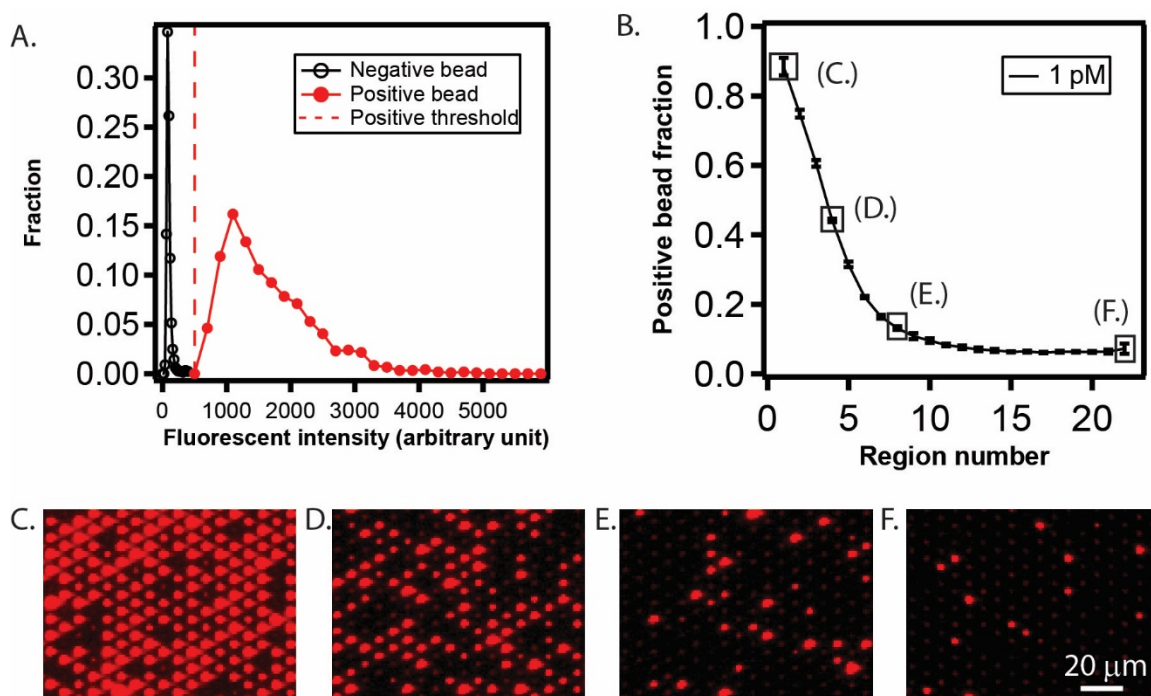 A.
Fraction
0.30
0.25
0.20
0.15
0.10
0.05
0.00
0
1000
2000
3000
4000
5000
Fluorescent intensity (arbitrary unit)
Negative bead
Positive bead
Positive threshold
B.
Positive bead fraction
1.0
0.8
0.6
0.4
0.2
0.0
0
5
10
15
20
Region number
1 pM
(C.)
(D.)
(E.)
(F.)
C.
D.
E.
F.
20 μm